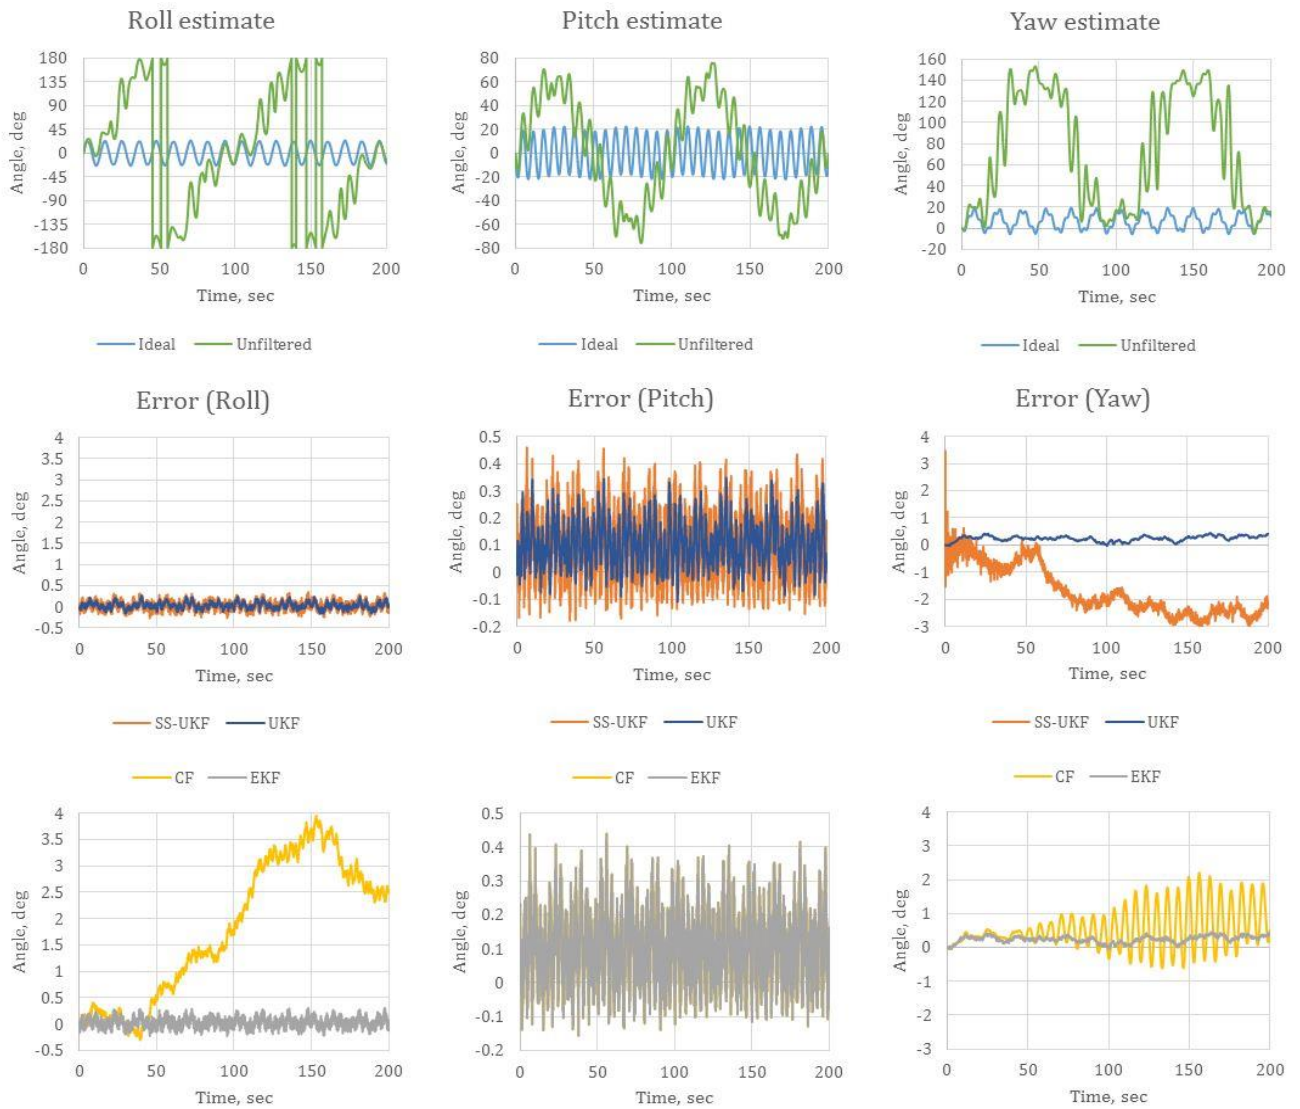 Roll estimate
180
135
90
45
0
-45
-90
-135
-180
Angle, deg
0 50 100 150 200
Time, sec
Ideal Unfiltered
Pitch estimate
80
60
40
20
0
-20
-40
-60
-80
Angle, deg
0 50 100 150 200
Time, sec
Ideal Unfiltered
Yaw estimate
160
140
120
100
80
60
40
20
0
-20
Angle, deg
0 50 100 150 200
Time, sec
Ideal Unfiltered
Error (Roll)
4
3.5
3
2.5
2
1.5
1
0.5
0
-0.5
Angle, deg
0 50 100 150 200
Time, sec
SS-UKF UKF
Error (Pitch)
0.5
0.4
0.3
0.2
0.1
0
-0.1
-0.2
Angle, deg
0 50 100 150 200
Time, sec
SS-UKF UKF
Error (Yaw)
4
3
2
1
0
-1
-2
-3
Angle, deg
0 50 100 150 200
Time, sec
SS-UKF UKF
CF EKF
4
3.5
3
2.5
2
1.5
1
0.5
0
-0.5
Angle, deg
0 50 100 150 200
Time, sec
CF EKF
0.5
0.4
0.3
0.2
0.1
0
-0.1
-0.2
Angle, deg
0 50 100 150 200
Time, sec
CF EKF
4
3
2
1
0
-1
-2
-3
Angle, deg
0 50 100 150 200
Time, sec